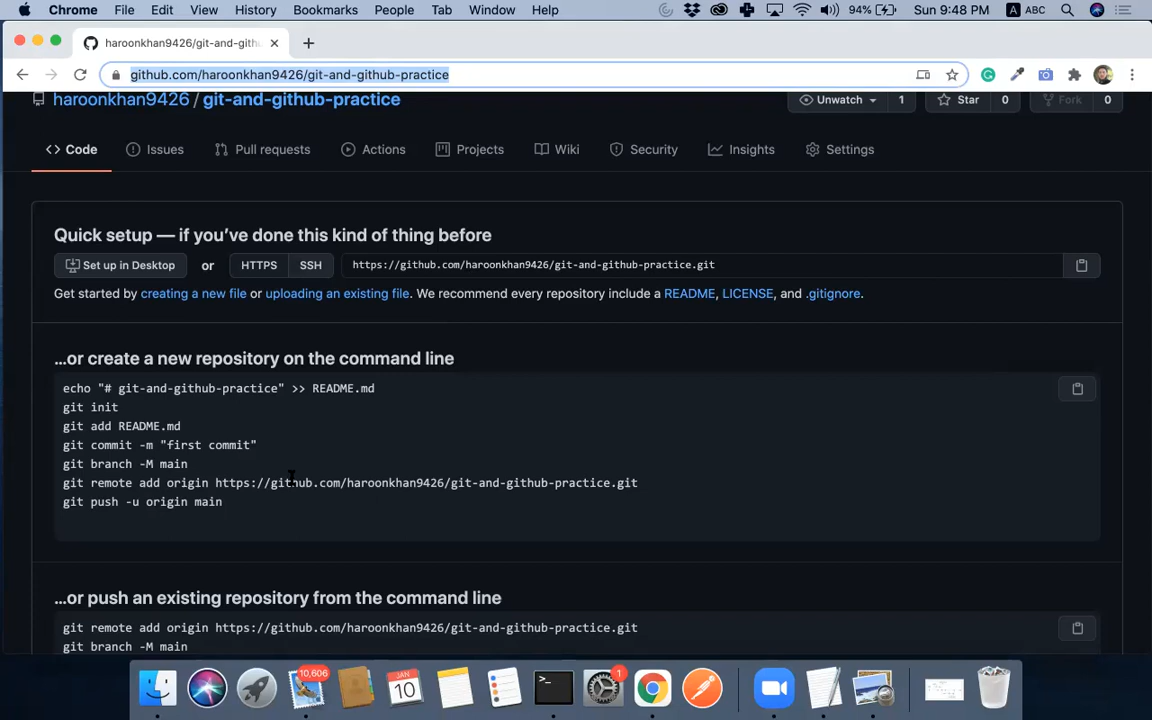 Chrome File Edit View History Bookmarks People Tab Window Help 94% Sun 9:48 PM A ABC
haroonkhan9426/git-and-gith
github.com/haroonkhan9426/git-and-github-practice
haroonkhan9426 / git-and-github-practice Unwatch 1 Star 0 Fork 0
Code Issues Pull requests Actions Projects Wiki Security Insights Settings
Quick setup — if you've done this kind of thing before
Set up in Desktop or HTTPS SSH https://github.com/haroonkhan9426/git-and-github-practice.git
Get started by creating a new file or uploading an existing file. We recommend every repository include a README, LICENSE, and .gitignore.
…or create a new repository on the command line
echo "# git-and-github-practice" >> README.md
git init
git add README.md
git commit -m "first commit"
git branch -M main
git remote add origin https://github.com/haroonkhan9426/git-and-github-practice.git
git push -u origin main
…or push an existing repository from the command line
git remote add origin https://github.com/haroonkhan9426/git-and-github-practice.git
git branch -M main
10,606 JAN 10 >_ 1